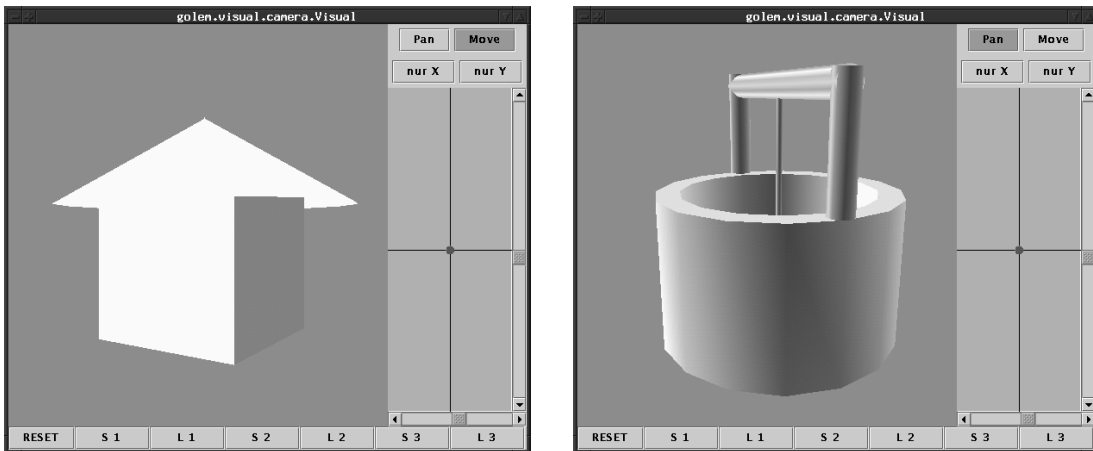 golem.visual.camera.Visual
Pan Move
nur X nur Y
RESET S 1 L 1 S 2 L 2 S 3 L 3
golem.visual.camera.Visual
Pan Move
nur X nur Y
RESET S 1 L 1 S 2 L 2 S 3 L 3